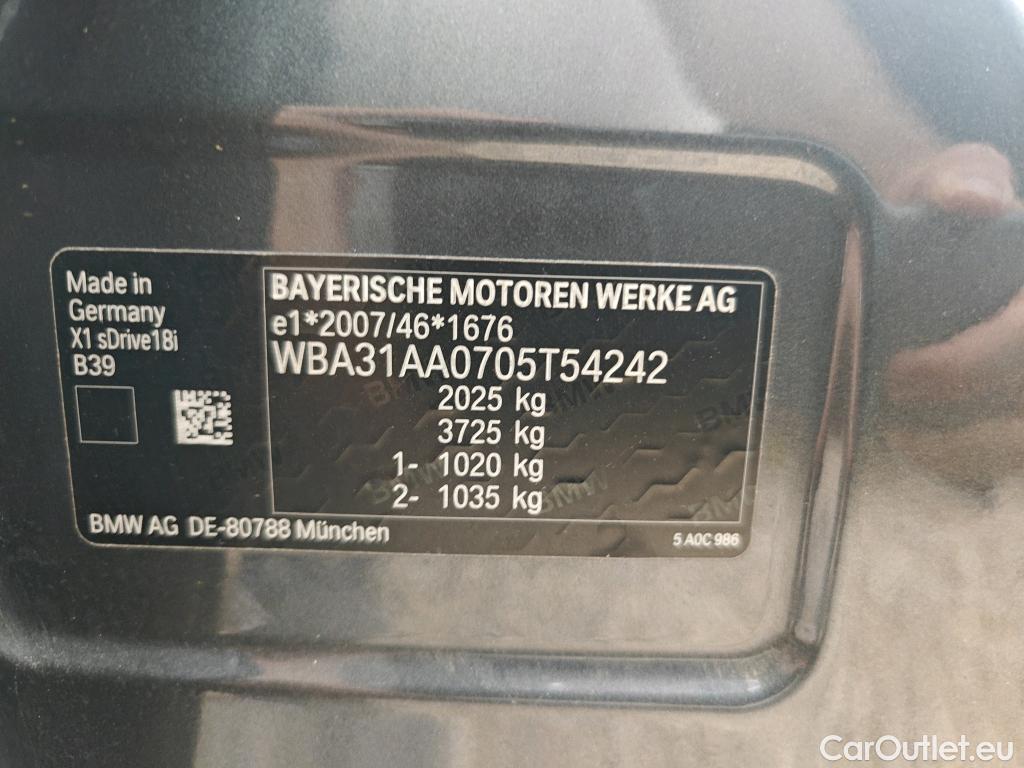 Made in
Germany
X1 sDrive18i
B39
BAYERISCHE MOTOREN WERKE AG
e1*2007/46*1676
WBA31AA0705T54242
2025 kg
3725 kg
1- 1020 kg
2- 1035 kg
BMW AG DE-80788 München
5 A0C 986
CarOutlet.eu